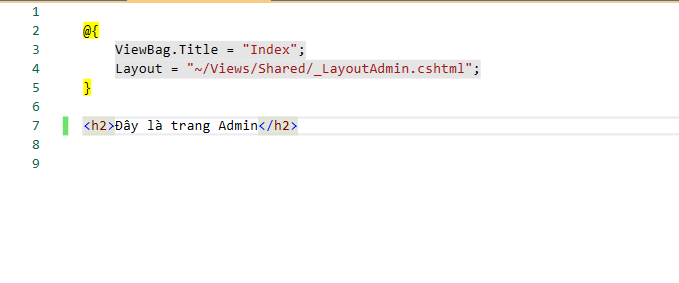 1
2 @{
3 ViewBag.Title = "Index";
4 Layout = "~/Views/Shared/_LayoutAdmin.cshtml";
5 }
6
7 <h2>Đây là trang Admin</h2>
8
9